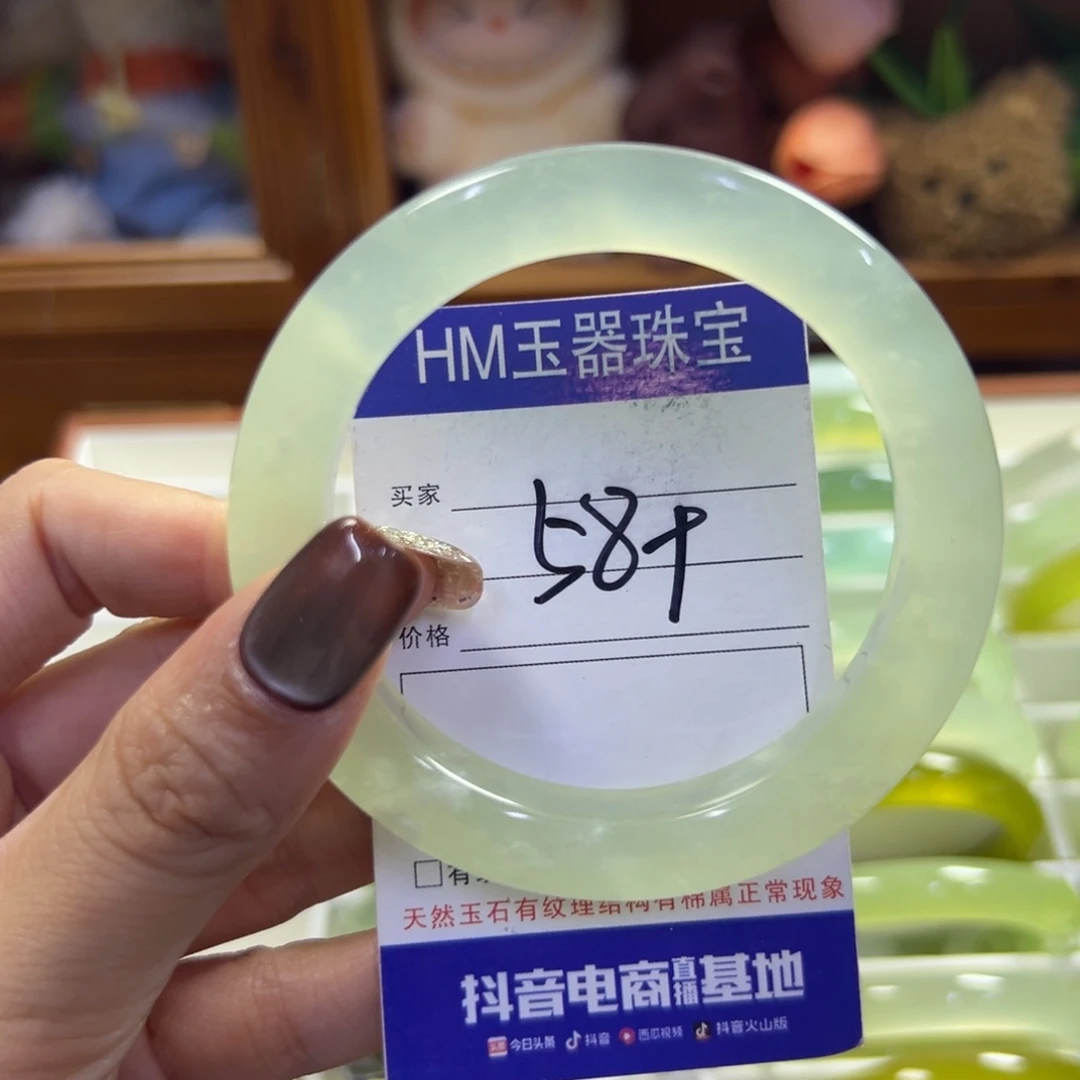 HM玉器珠宝
买家
58+
价格
天然玉石有纹理结构有棉属正常现象
抖音电商直播基地
今日头条 抖音 西瓜视频 抖音火山版